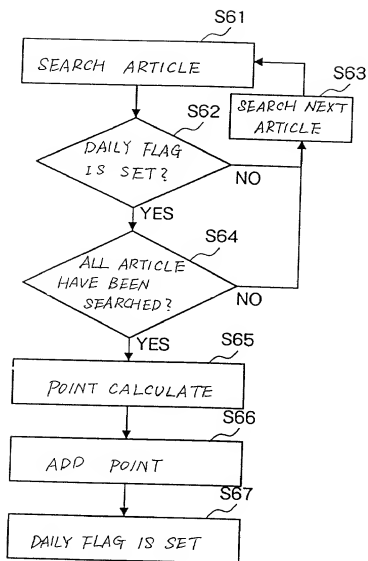 S61
SEARCH ARTICLE
S63
SEARCH NEXT
ARTICLE
S62
DAILY FLAG
IS SET?
NO
YES
S64
ALL ARTICLE
HAVE BEEN
SEARCHED?
NO
YES
S65
POINT CALCULATE
S66
ADD POINT
S67
DAILY FLAG IS SET